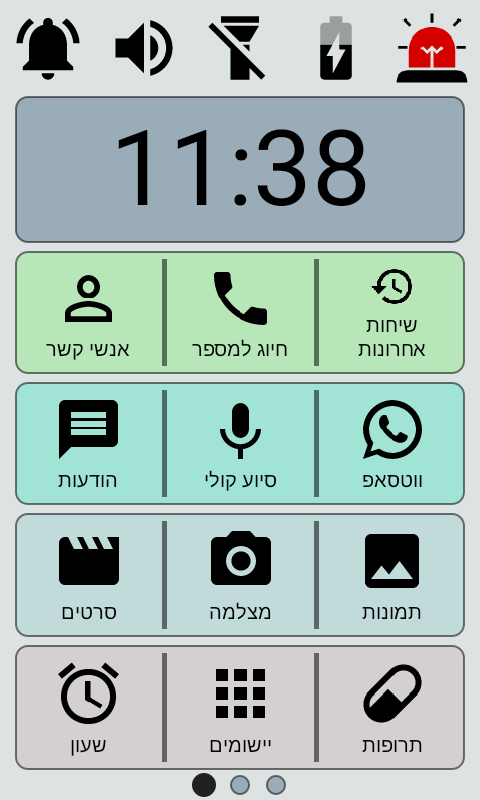 11:38
שיחות
אחרונות
חיוג למספר
אנשי קשר
ווטסאפ
סיוע קולי
הודעות
תמונות
מצלמה
סרטים
תרופות
יישומים
שעון